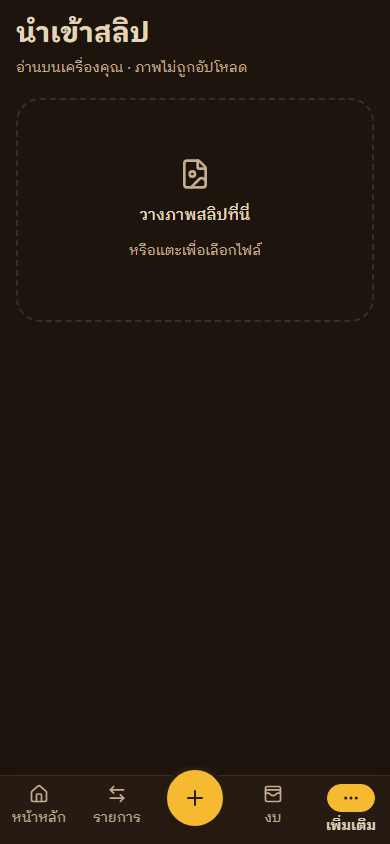 นำเข้าสลิป
อ่านบนเครื่องคุณ · ภาพไม่ถูกอัปโหลด
วางภาพสลิปที่นี่
หรือแตะเพื่อเลือกไฟล์
หน้าหลัก
รายการ
งบ
เพิ่มเติม